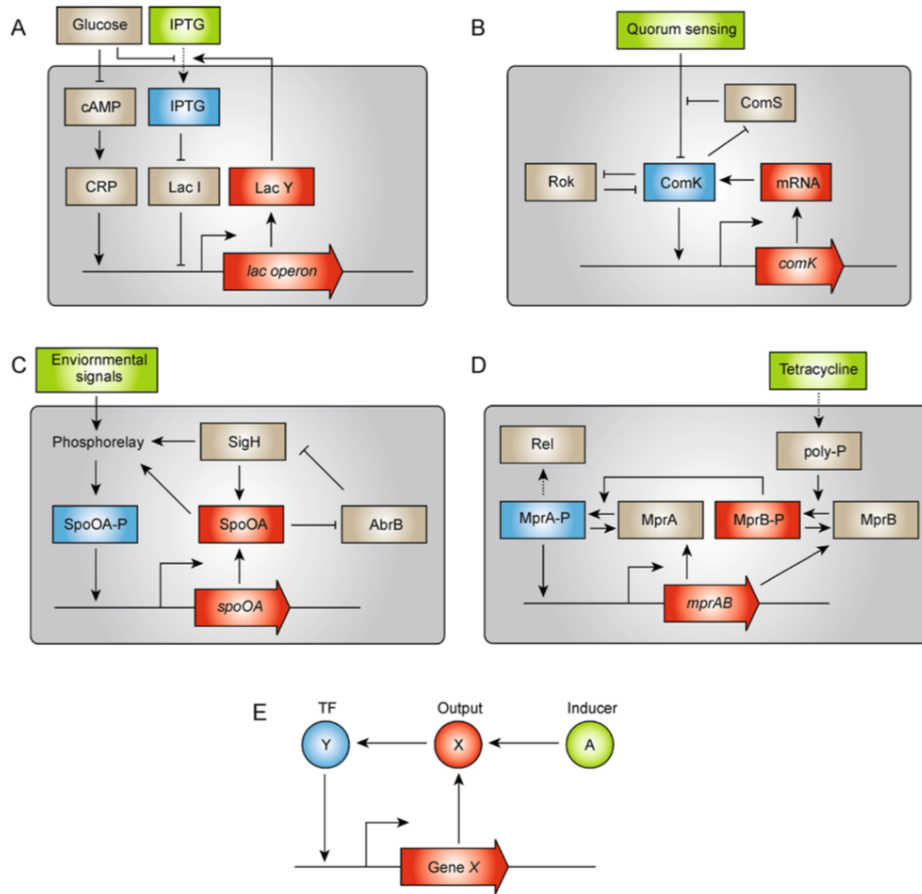 A
Glucose
IPTG
cAMP
IPTG
CRP
Lac I
Lac Y
lac operon
B
Quorum sensing
ComS
Rok
ComK
mRNA
comK
C
Enviornmental
signals
Phosphorelay
SigH
SpoOA-P
SpoOA
AbrB
spoOA
D
Tetracycline
Rel
poly-P
MprA-P
MprA
MprB-P
MprB
mprAB
E
TF
Output
Inducer
Y
X
A
Gene X